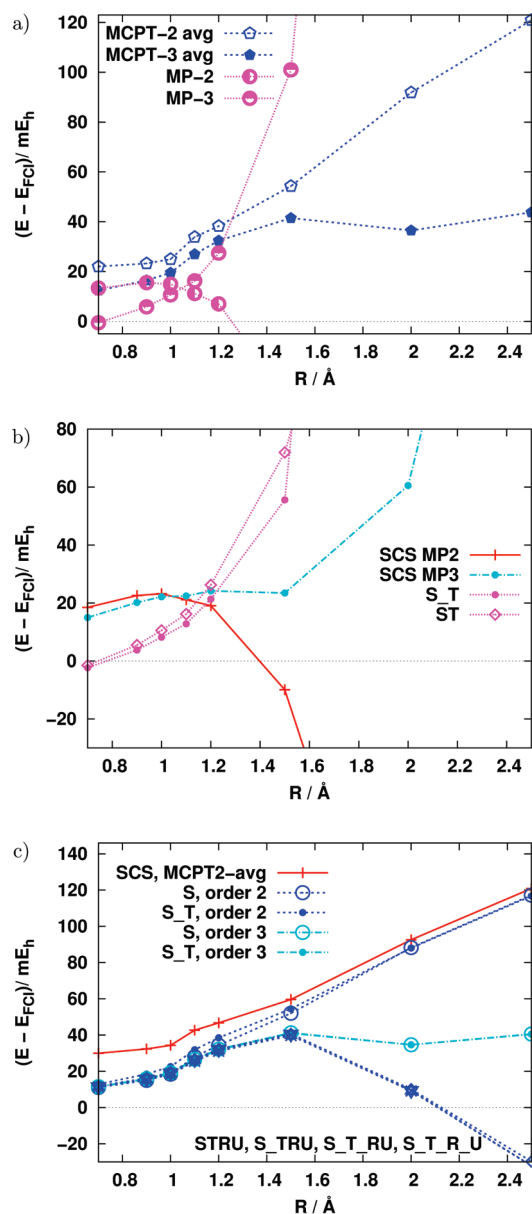 a)
MCPT-2 avg
MCPT-3 avg
MP-2
MP-3
120
100
80
60
40
20
0
(E − E_FCI)/ mE_h
0.8 1 1.2 1.4 1.6 1.8 2 2.2 2.4
R / Å
b)
80
60
40
20
0
−20
(E − E_FCI)/ mE_h
SCS MP2
SCS MP3
S_T
ST
0.8 1 1.2 1.4 1.6 1.8 2 2.2 2.4
R / Å
c)
SCS, MCPT2-avg
S, order 2
S_T, order 2
S, order 3
S_T, order 3
140
120
100
80
60
40
20
0
−20
(E − E_FCI)/ mE_h
STRU, S_TRU, S_T_RU, S_T_R_U
0.8 1 1.2 1.4 1.6 1.8 2 2.2 2.4
R / Å